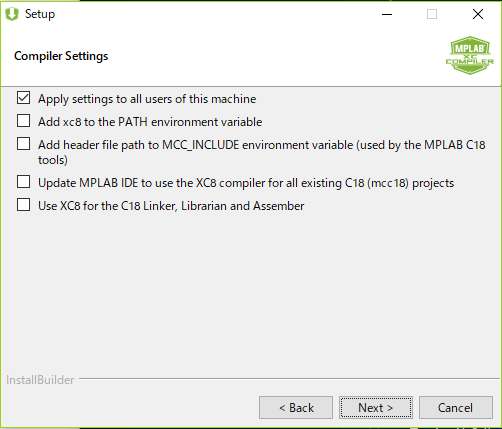 Setup
Compiler Settings
MPLAB
XC
COMPILER
Apply settings to all users of this machine
Add xc8 to the PATH environment variable
Add header file path to MCC_INCLUDE environment variable (used by the MPLAB C18
tools)
Update MPLAB IDE to use the XC8 compiler for all existing C18 (mcc18) projects
Use XC8 for the C18 Linker, Librarian and Assember
InstallBuilder
< Back
Next >
Cancel